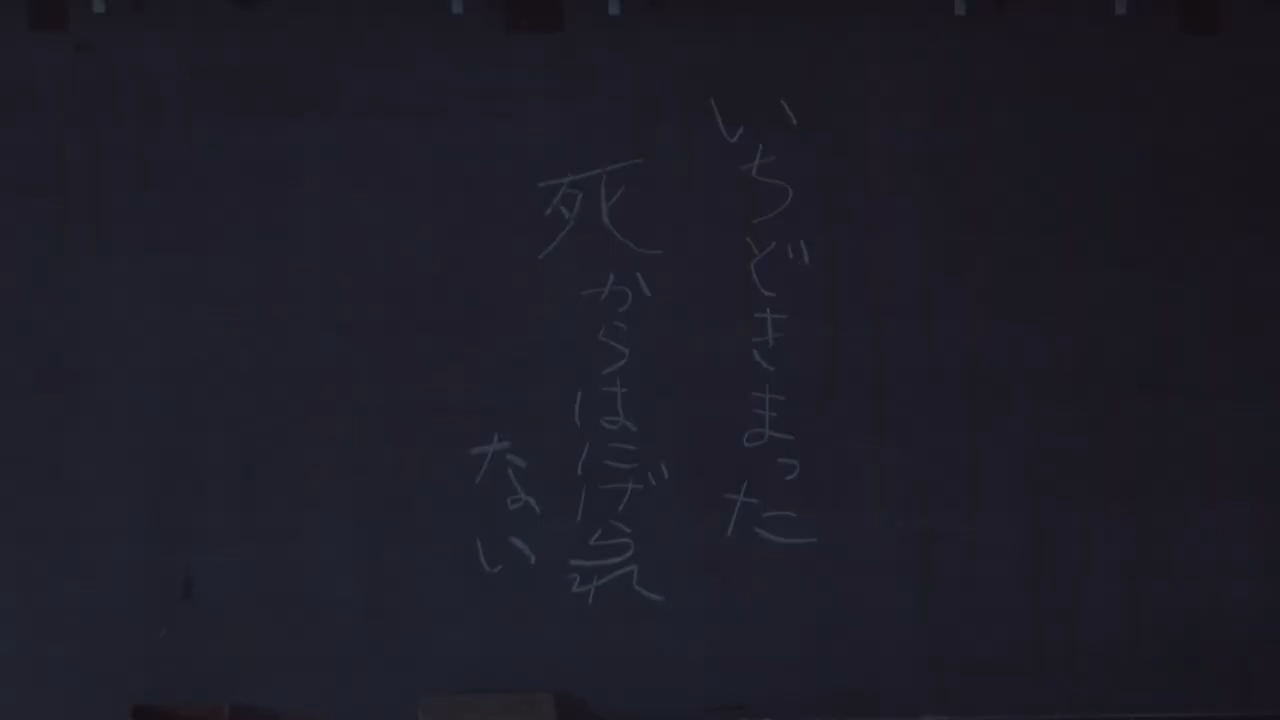 いちどきまった
死からはにげられ
ない